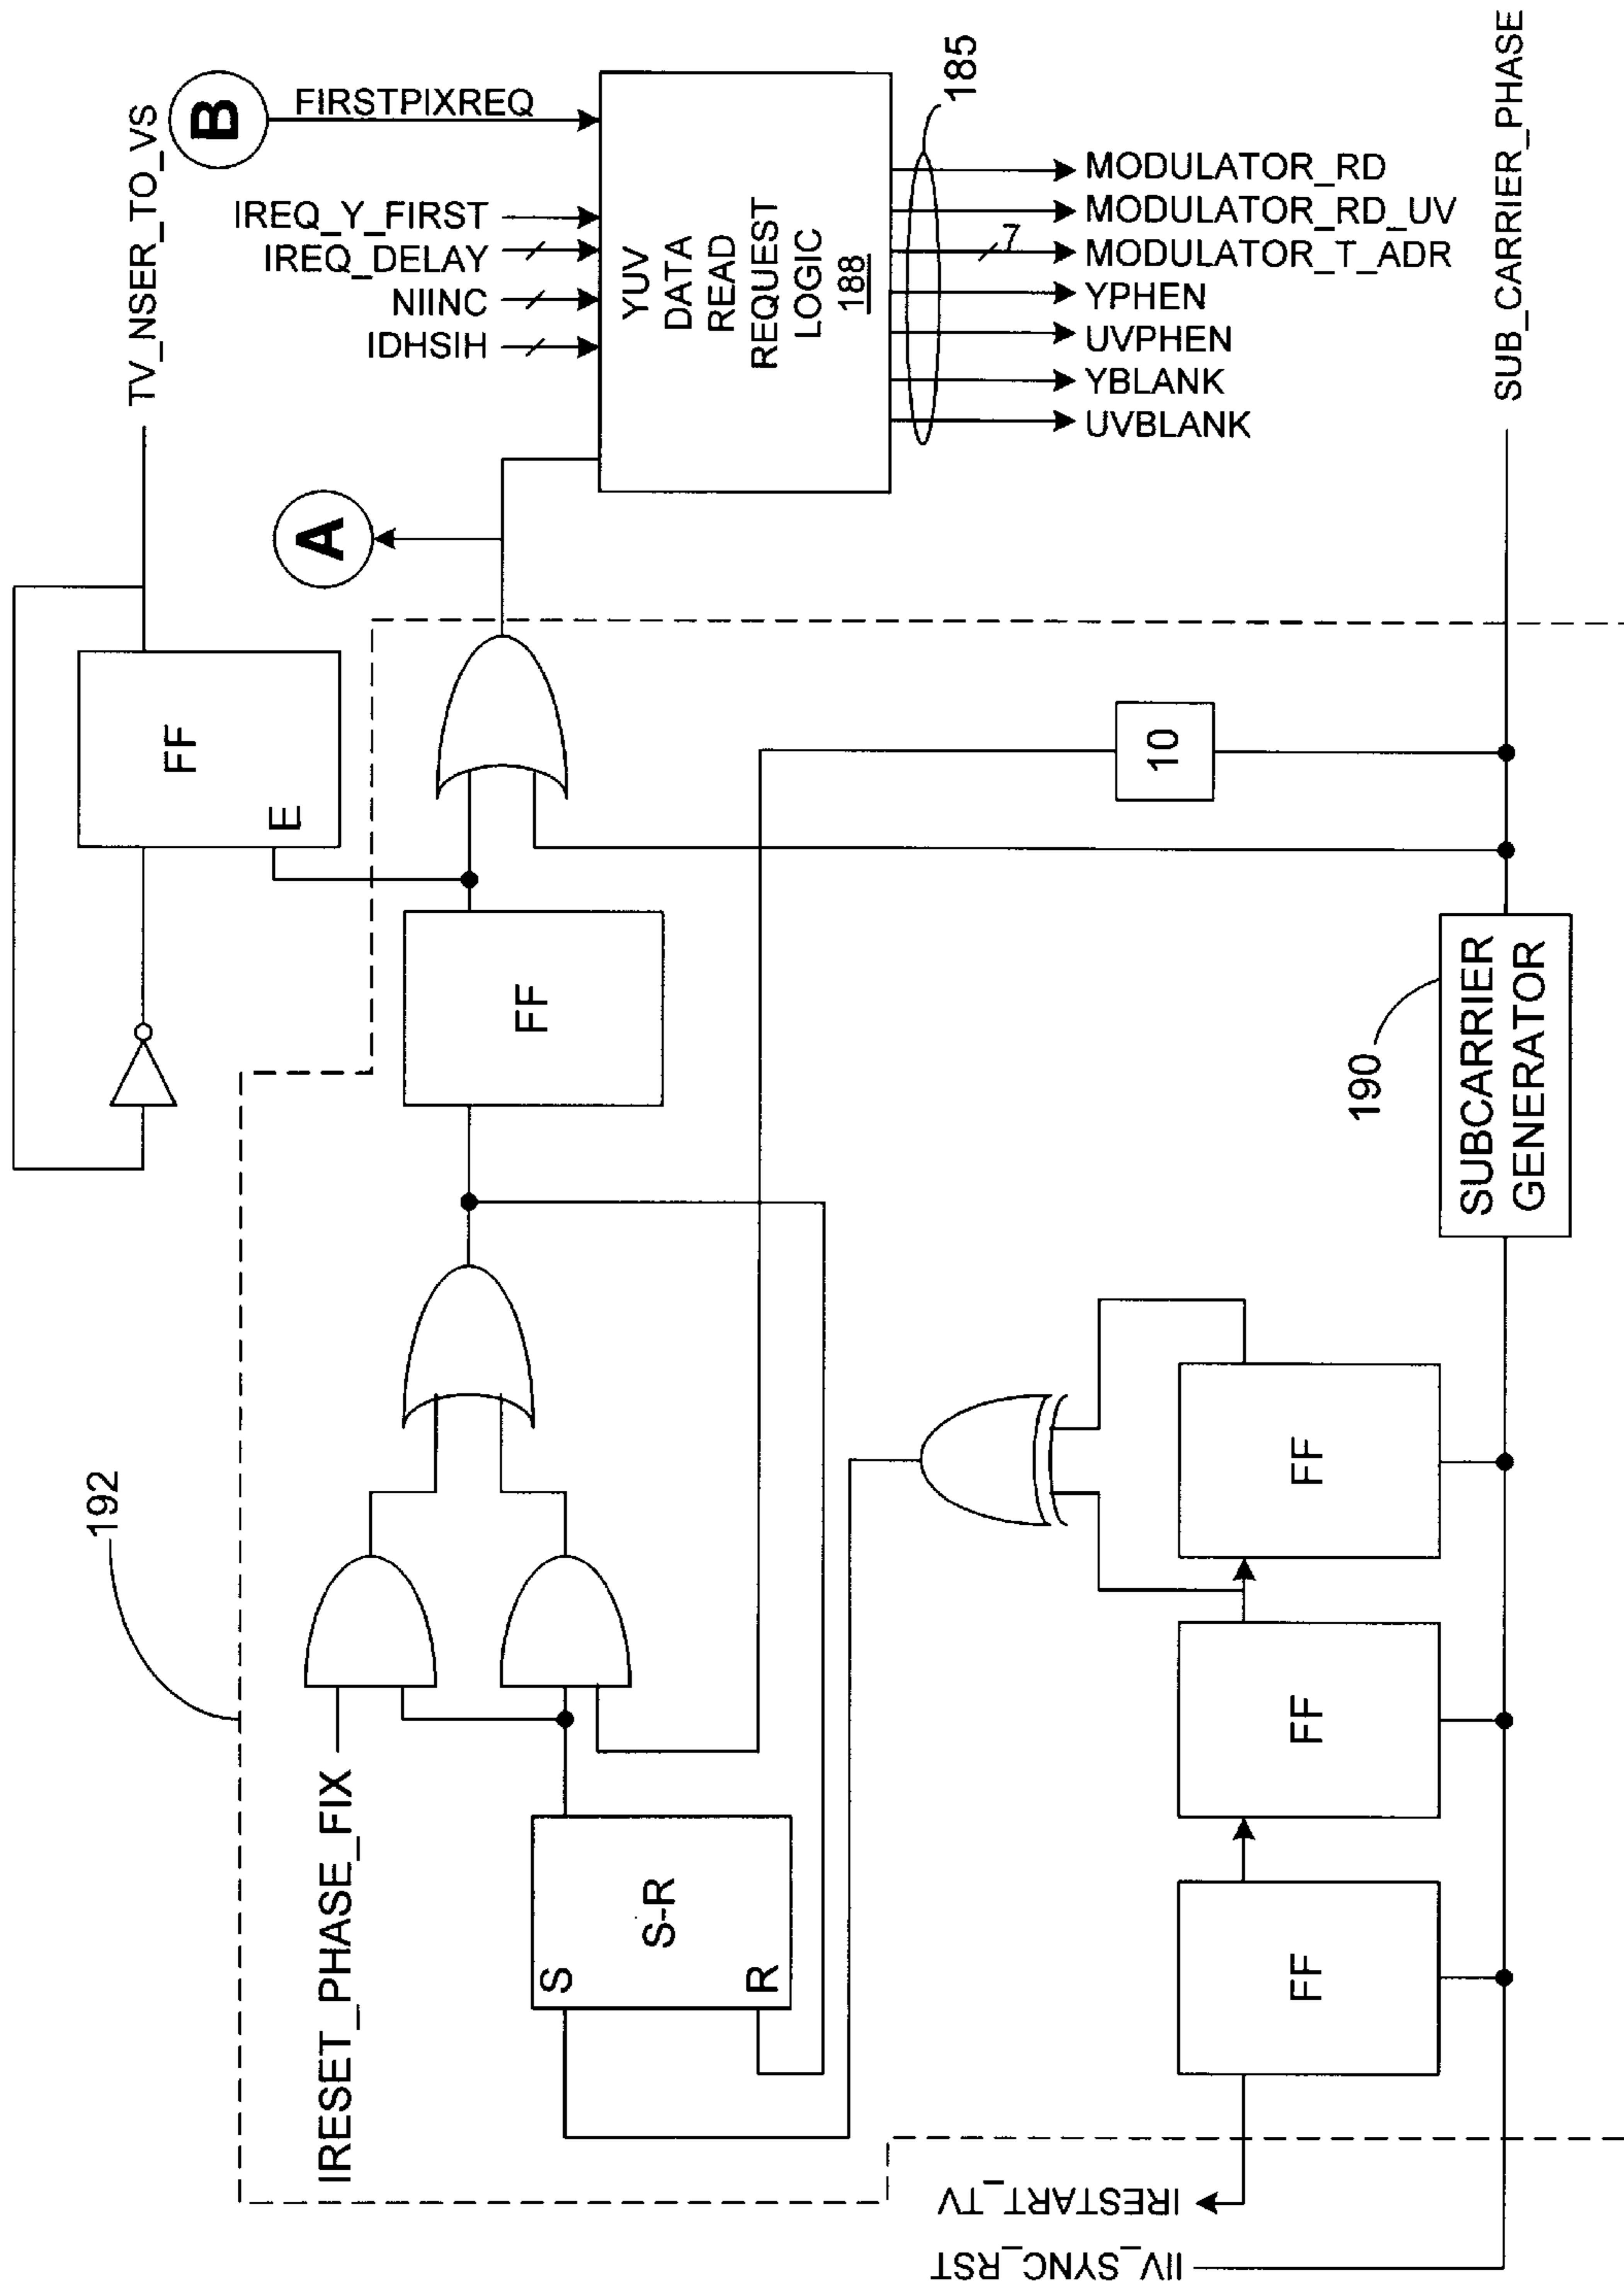 192
IRESET_PHASE_FIX
S
R
S-R
FF
FF
E
TV_NSER_TO_VS
A
B
FIRSTPIXREQ
IREQ_Y_FIRST
IREQ_DELAY
NIINC
IDHSIH
YUV
DATA
READ
REQUEST
LOGIC
188
185
MODULATOR_RD
MODULATOR_RD_UV
7
MODULATOR_T_ADR
YPHEN
UVPHEN
YBLANK
UVBLANK
10
IRESTART_TV
IIV_SYNC_RST
FF
FF
FF
190
SUBCARRIER
GENERATOR
SUB_CARRIER_PHASE